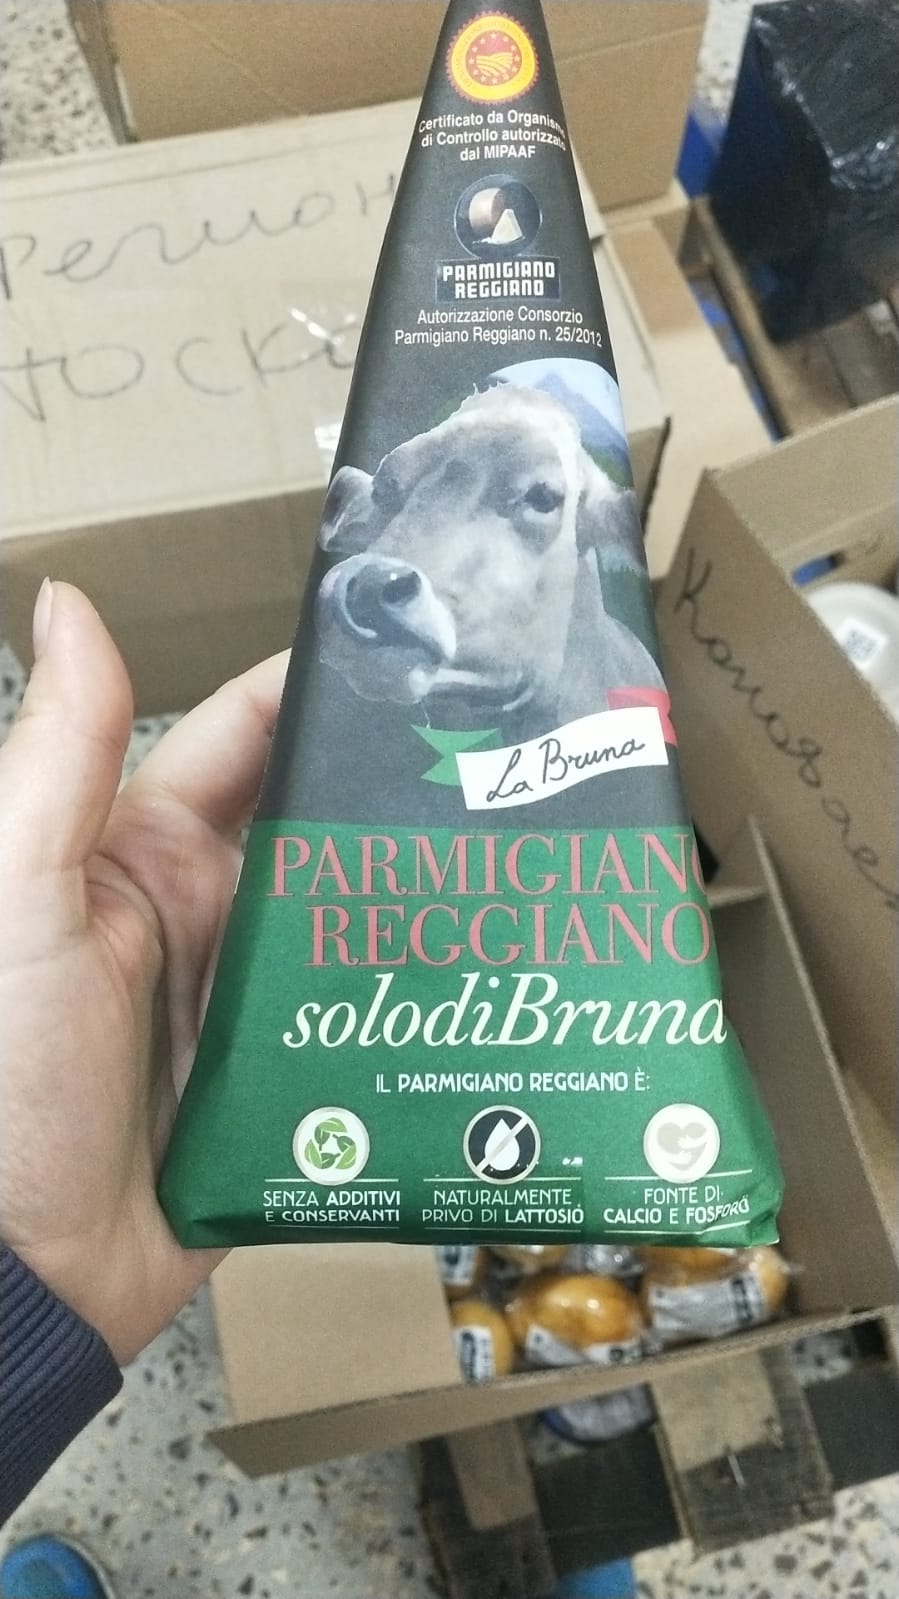 Certificato da Organismo
di Controllo autorizzato
dal MIPAAF
PARMIGIANO
REGGIANO
Autorizzazione Consorzio
Parmigiano Reggiano n. 25/2012
Регион
La Bruna
PARMIGIANO
REGGIANO
solodiBruna
IL PARMIGIANO REGGIANO È:
SENZA ADDITIVI
E CONSERVANTI
NATURALMENTE
PRIVO DI LATTOSIO
FONTE DI
CALCIO E FOSFORO